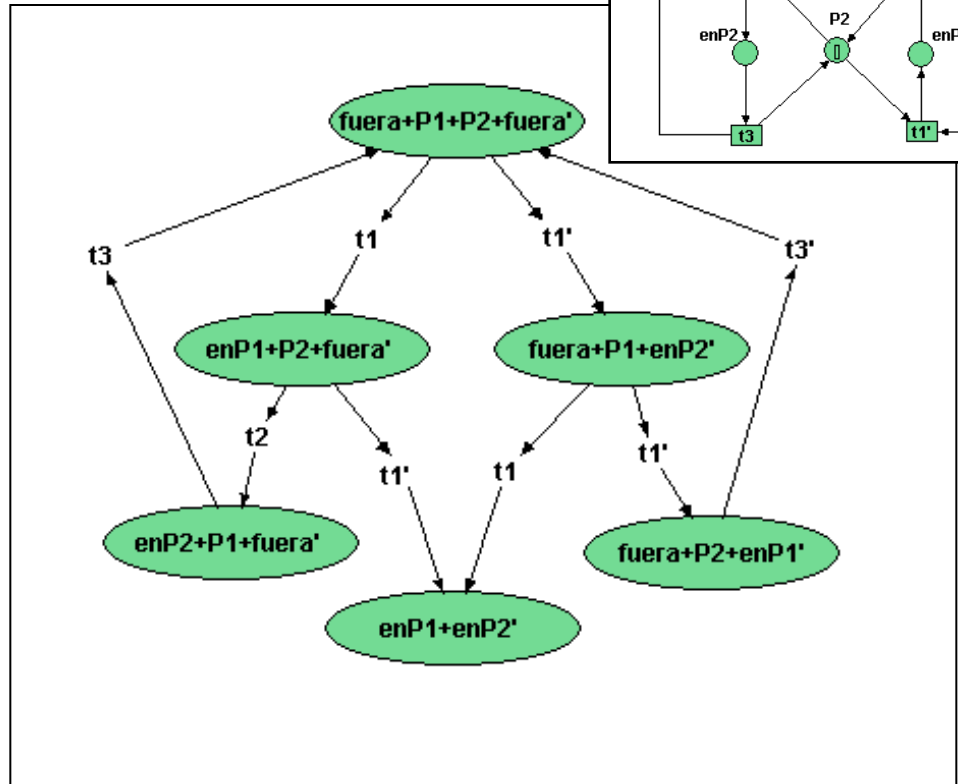 P2
enP2
enP
t3
t1'
fuera+P1+P2+fuera'
t1
t1'
t3
t3'
enP1+P2+fuera'
fuera+P1+enP2'
t2
t1'
t1
t1'
enP2+P1+fuera'
fuera+P2+enP1'
enP1+enP2'